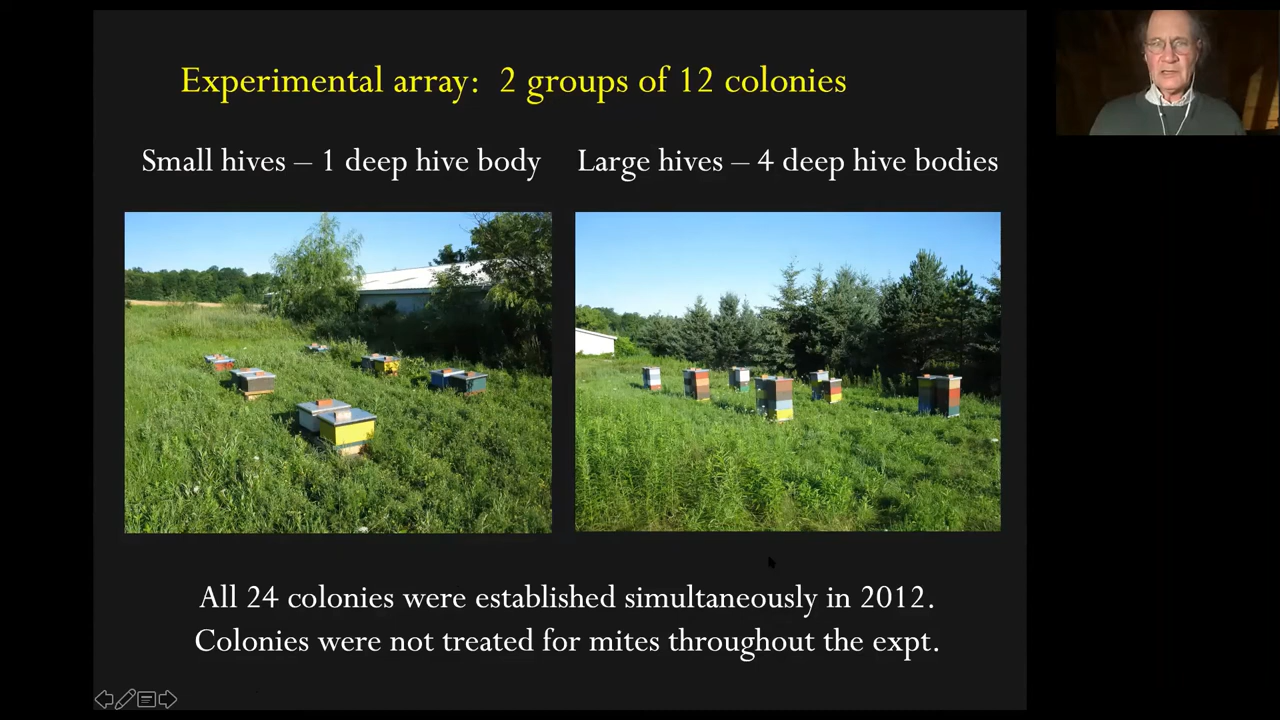 Experimental array: 2 groups of 12 colonies
Small hives – 1 deep hive body
Large hives – 4 deep hive bodies
All 24 colonies were established simultaneously in 2012.
Colonies were not treated for mites throughout the expt.